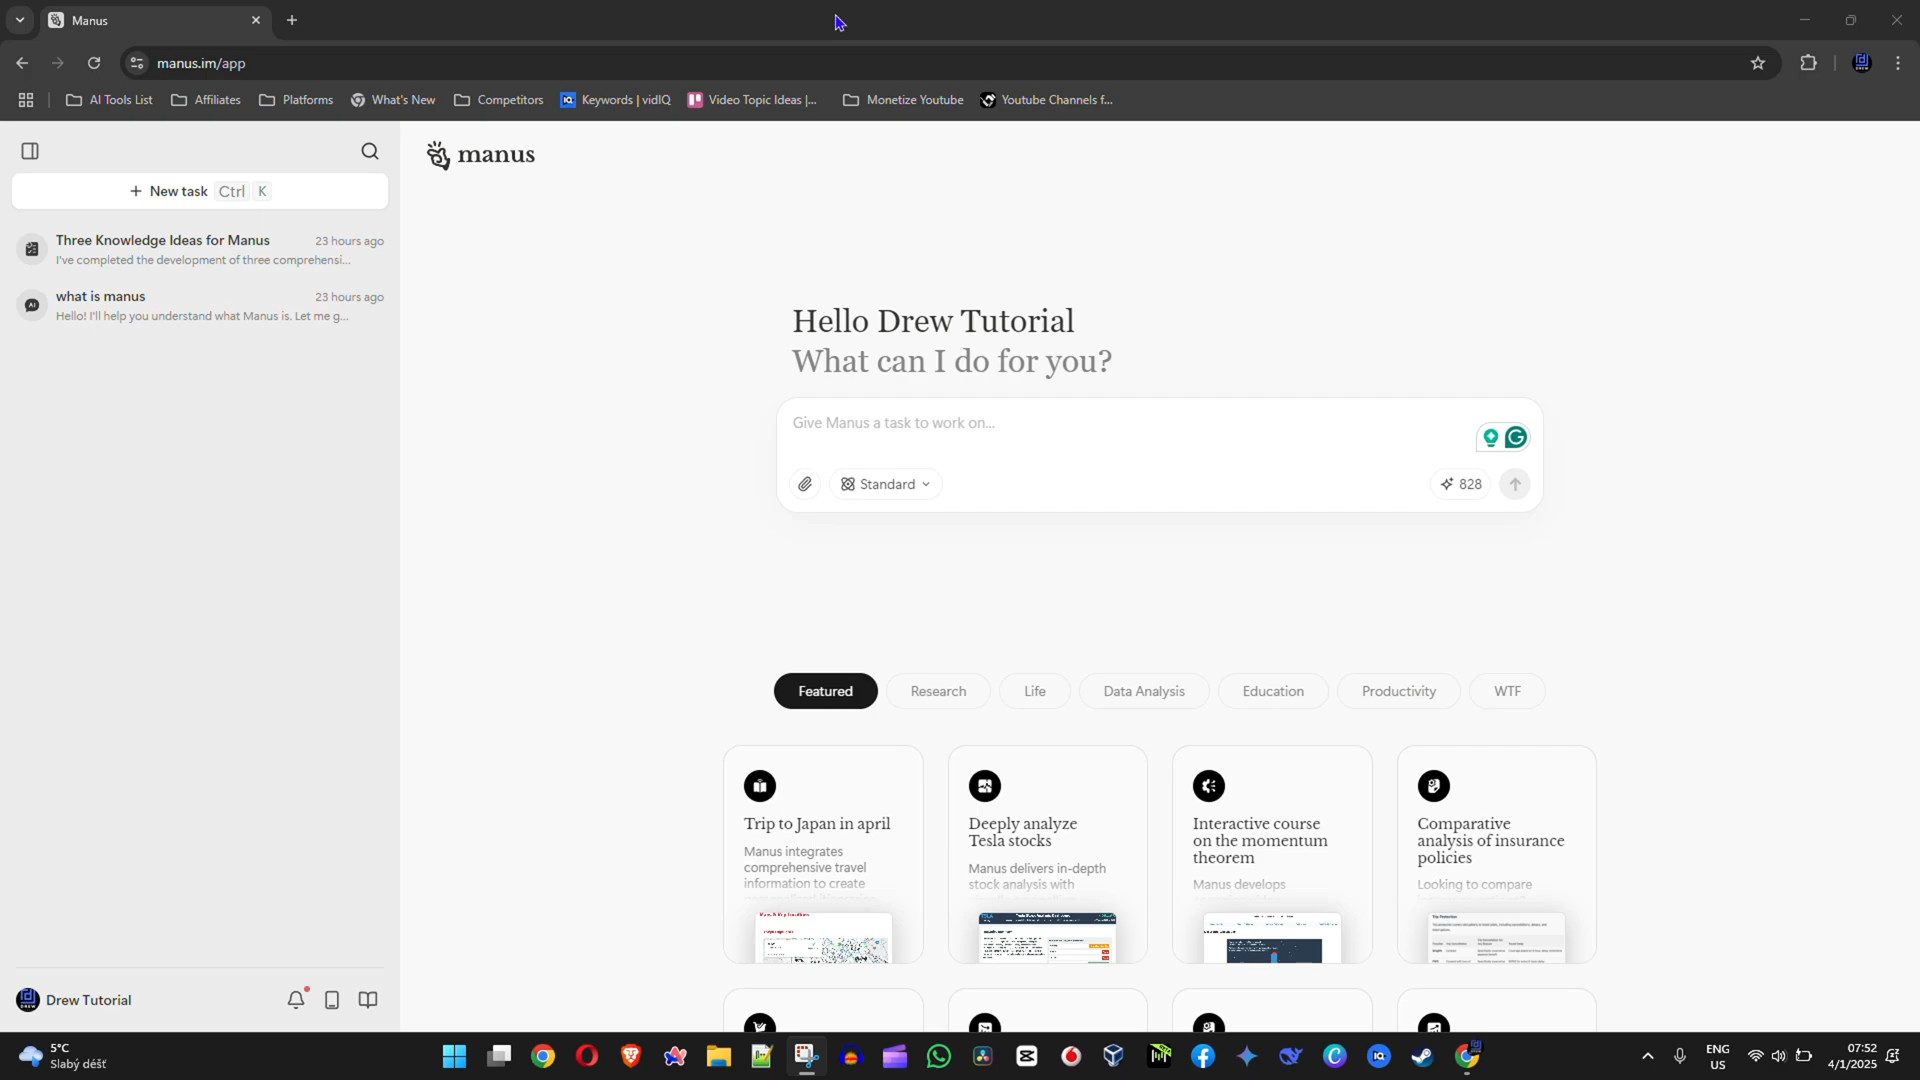 Manus
manus.im/app
AI Tools List
Affiliates
Platforms
What's New
Competitors
Keywords | vidIQ
Video Topic Ideas |...
Monetize Youtube
Youtube Channels f...
manus
+ New task Ctrl K
Three Knowledge Ideas for Manus
23 hours ago
I've completed the development of three comprehensi...
what is manus
23 hours ago
Hello! I'll help you understand what Manus is. Let me g...
Hello Drew Tutorial
What can I do for you?
Give Manus a task to work on...
Standard
828
Featured
Research
Life
Data Analysis
Education
Productivity
WTF
Trip to Japan in april
Manus integrates
comprehensive travel
information to create
Deeply analyze
Tesla stocks
Manus delivers in-depth
stock analysis with
Interactive course
on the momentum
theorem
Manus develops
Comparative
analysis of insurance
policies
Looking to compare
Drew Tutorial
5°C
Slabý déšť
ENG
US
07:52
4/1/2025